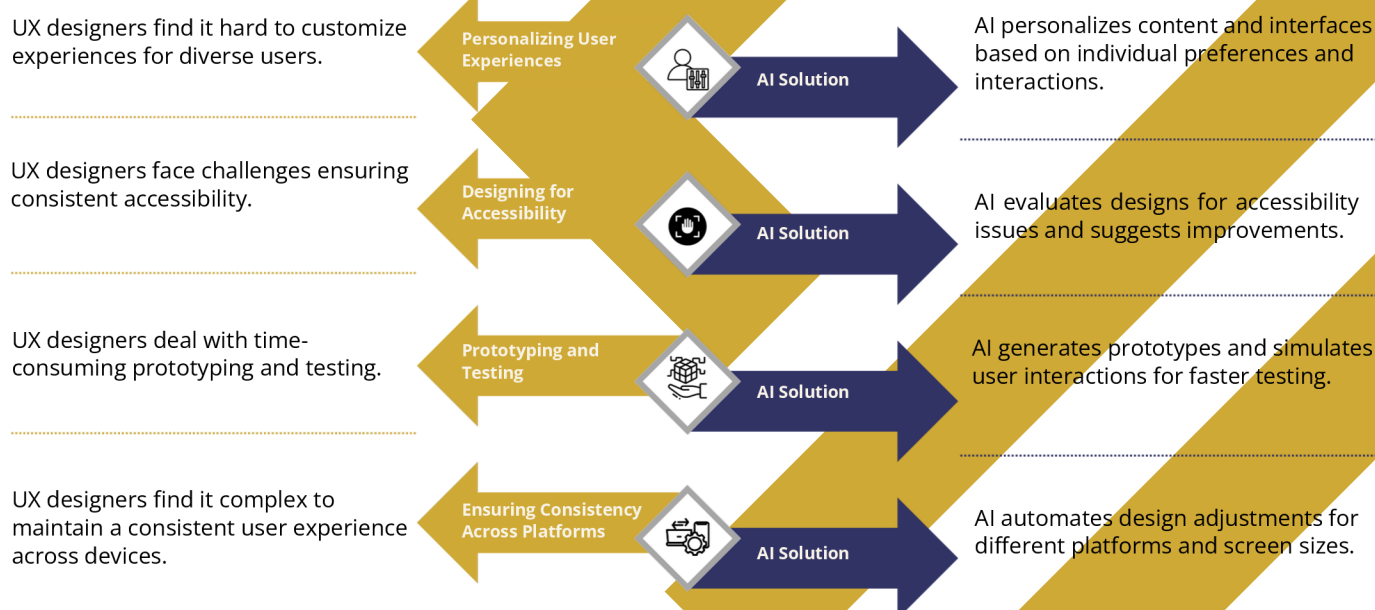 UX designers find it hard to customize
experiences for diverse users.
Personalizing User
Experiences
AI Solution
AI personalizes content and interfaces
based on individual preferences and
interactions.
UX designers face challenges ensuring
consistent accessibility.
Designing for
Accessibility
AI Solution
AI evaluates designs for accessibility
issues and suggests improvements.
UX designers deal with time-
consuming prototyping and testing.
Prototyping and
Testing
AI Solution
AI generates prototypes and simulates
user interactions for faster testing.
UX designers find it complex to
maintain a consistent user experience
across devices.
Ensuring Consistency
Across Platforms
AI Solution
AI automates design adjustments for
different platforms and screen sizes.